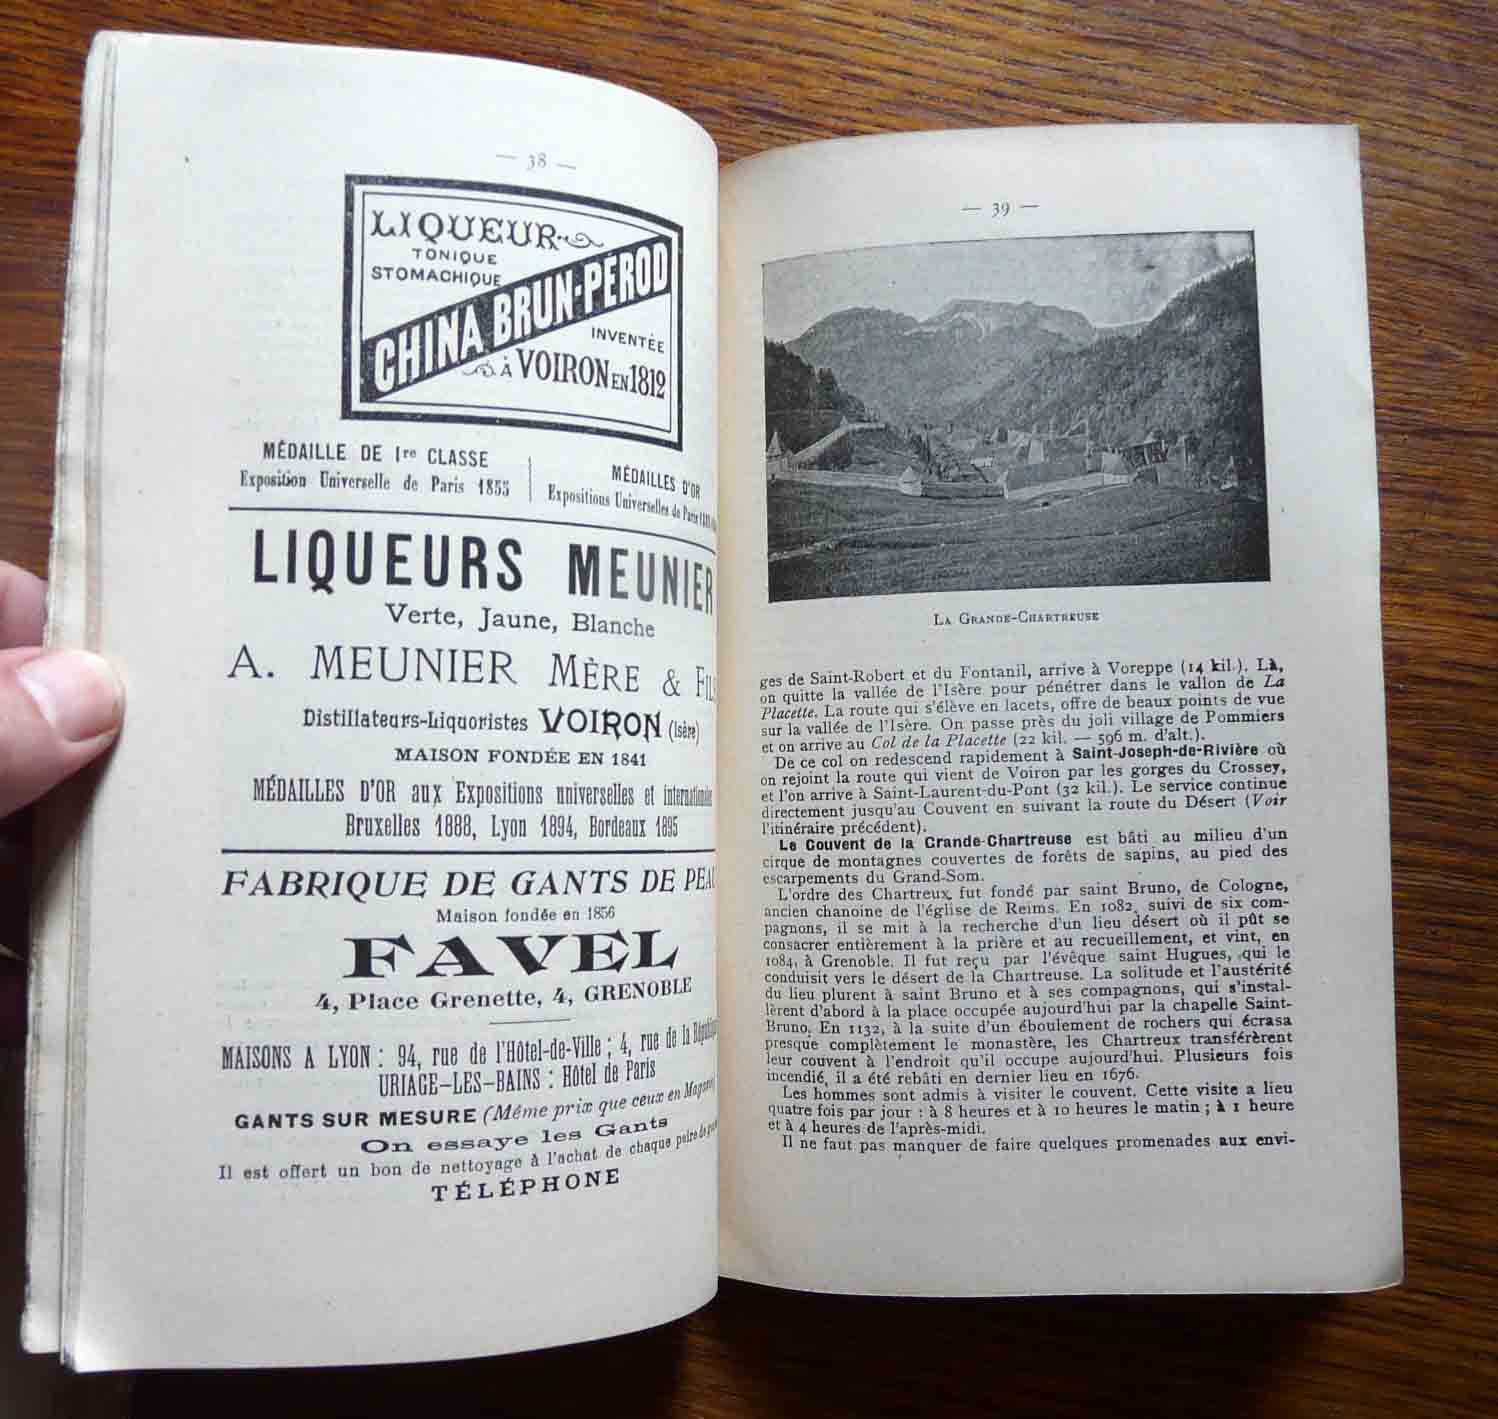 — 38 —
LIQUEUR
TONIQUE
STOMACHIQUE
CHINA BRUN-PÉROD
INVENTÉE
À VOIRON EN 1812
MÉDAILLE DE Ire CLASSE
Exposition Universelle de Paris 1855
MÉDAILLES D'OR
Expositions Universelles de Paris
LIQUEURS MEUNIER
Verte, Jaune, Blanche
A. MEUNIER MÈRE & FILS
Distillateurs-Liquoristes VOIRON (Isère)
MAISON FONDÉE EN 1841
MÉDAILLES D'OR aux Expositions universelles et internationales
Bruxelles 1888, Lyon 1894, Bordeaux 1895
FABRIQUE DE GANTS DE PEAU
Maison fondée en 1856
FAVEL
4, Place Grenette, 4, GRENOBLE
MAISONS A LYON : 94, rue de l'Hôtel-de-Ville ; 4, rue de la République
URIAGE-LES-BAINS : Hôtel de Paris
GANTS SUR MESURE (Même prix que ceux en Magasin)
On essaye les Gants
Il est offert un bon de nettoyage à l'achat de chaque paire de
TÉLÉPHONE
— 39 —
LA GRANDE-CHARTREUSE
ges de Saint-Robert et du Fontanil, arrive à Voreppe (14 kil.). Là,
on quitte la vallée de l'Isère pour pénétrer dans le vallon de La
Placette. La route qui s'élève en lacets, offre de beaux points de vue
sur la vallée de l'Isère. On passe près du joli village de Pommiers
et on arrive au Col de la Placette (22 kil. — 596 m. d'alt.).
De ce col on redescend rapidement à Saint-Joseph-de-Rivière où
on rejoint la route qui vient de Voiron par les gorges du Crossey,
et l'on arrive à Saint-Laurent-du-Pont (32 kil.). Le service continue
directement jusqu'au Couvent en suivant la route du Désert (Voir
l'itinéraire précédent).
Le Couvent de la Grande-Chartreuse est bâti au milieu d'un
cirque de montagnes couvertes de forêts de sapins, au pied des
escarpements du Grand-Som.
L'ordre des Chartreux fut fondé par saint Bruno, de Cologne,
ancien chanoine de l'église de Reims. En 1082, suivi de six com-
pagnons, il se mit à la recherche d'un lieu désert où il pût se
consacrer entièrement à la prière et au recueillement, et vint, en
1084, à Grenoble. Il fut reçu par l'évêque saint Hugues, qui le
conduisit vers le désert de la Chartreuse. La solitude et l'austérité
du lieu plurent à saint Bruno et à ses compagnons, qui s'instal-
lèrent d'abord à la place occupée aujourd'hui par la chapelle Saint-
Bruno. En 1132, à la suite d'un éboulement de rochers qui écrasa
presque complètement le monastère, les Chartreux transférèrent
leur couvent à l'endroit qu'il occupe aujourd'hui. Plusieurs fois
incendié, il a été rebâti en dernier lieu en 1676.
Les hommes sont admis à visiter le couvent. Cette visite a lieu
quatre fois par jour : à 8 heures et à 10 heures le matin ; à 1 heure
et à 4 heures de l'après-midi.
Il ne faut pas manquer de faire quelques promenades aux envi-